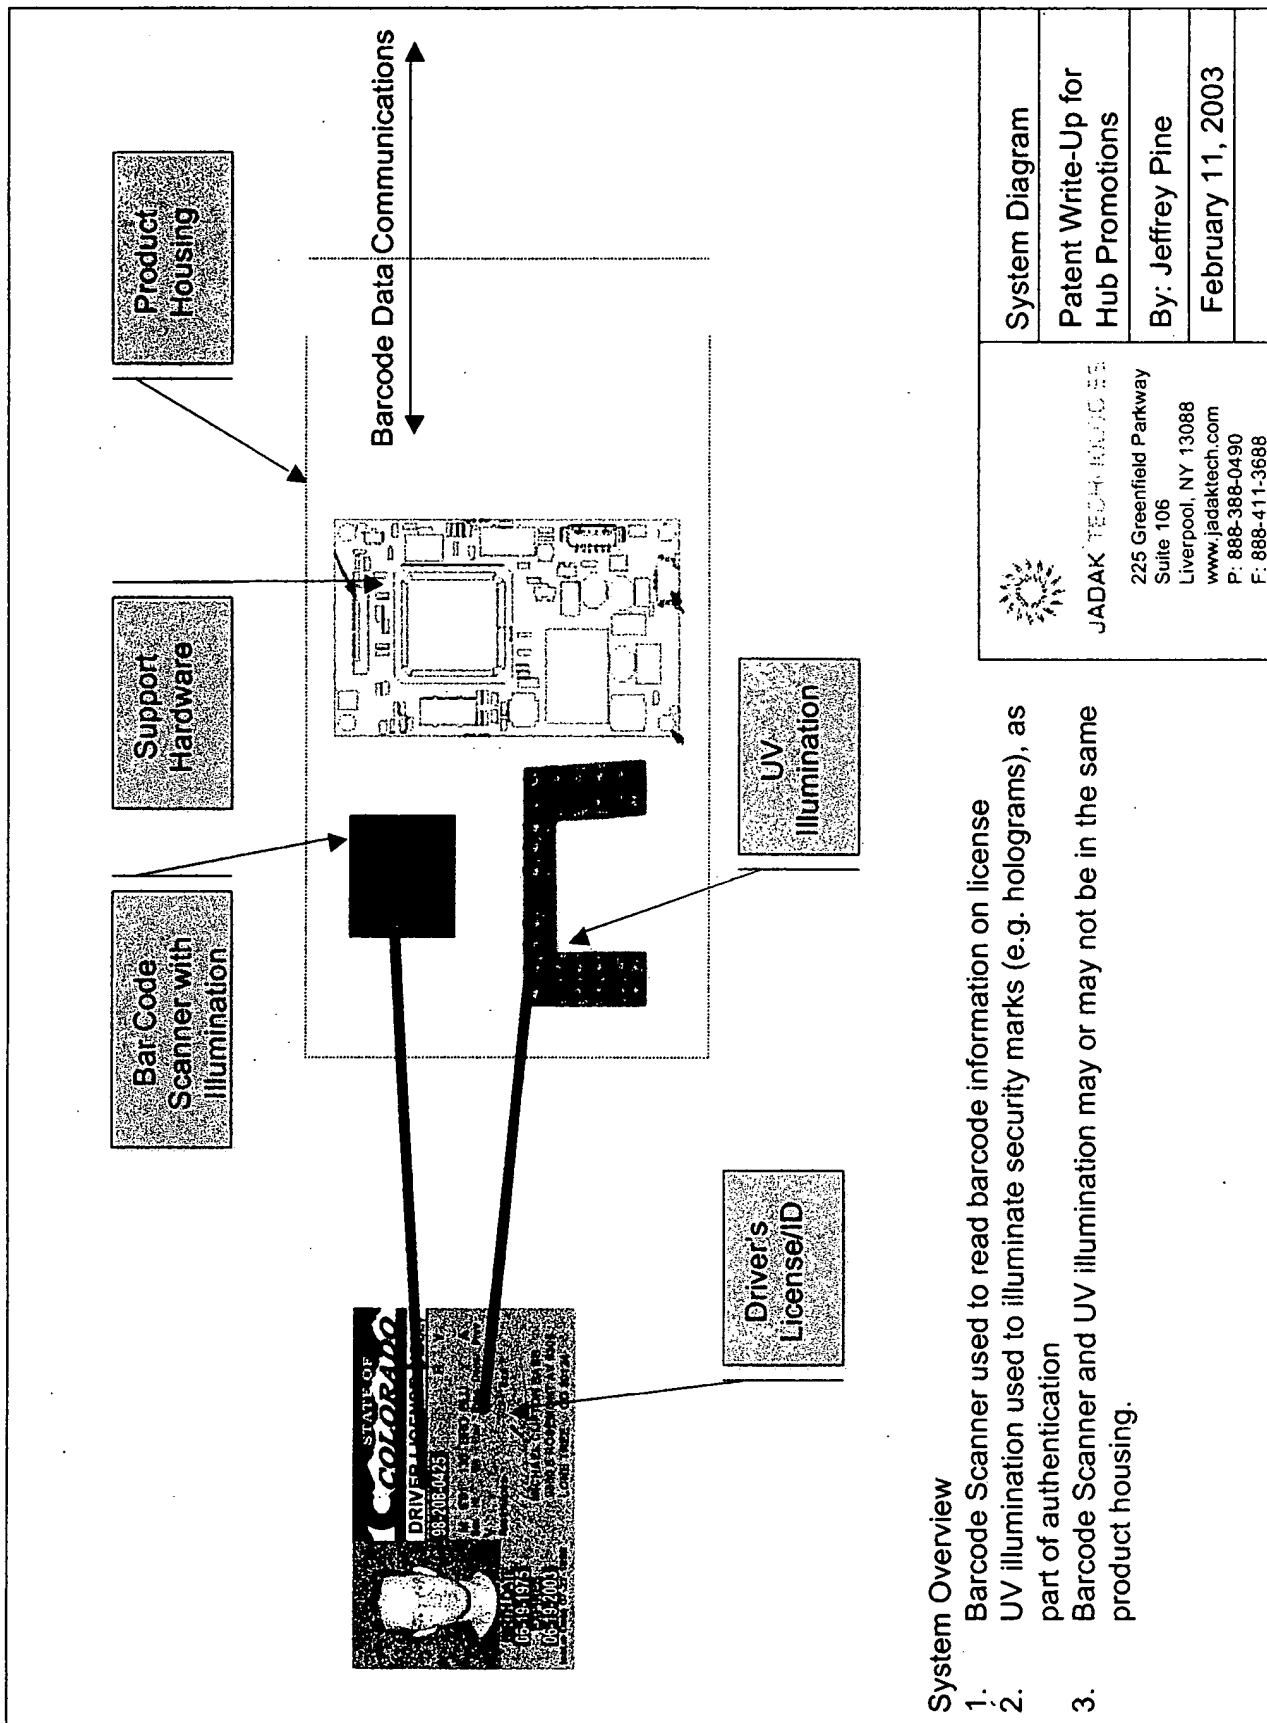 Bar Code
Scanner with
Illumination
Support
Hardware
Product
Housing
Barcode Data Communications
STATE OF
COLORADO
98-208-0425
06-19-1975
06-19-2003
Driver's
License/ID
UV
Illumination
System Overview
1. Barcode Scanner used to read barcode information on license
2. UV illumination used to illuminate security marks (e.g. holograms), as
part of authentication
3. Barcode Scanner and UV illumination may or may not be in the same
product housing.
JADAK TECHNOLOGIES
225 Greenfield Parkway
Suite 106
Liverpool, NY 13088
www.jadaktech.com
P: 888-388-0490
F: 888-411-3688
System Diagram
Patent Write-Up for
Hub Promotions
By: Jeffrey Pine
February 11, 2003